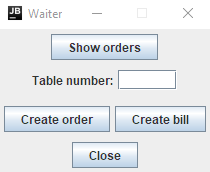 JB Waiter
Show orders
Table number:
Create order Create bill
Close